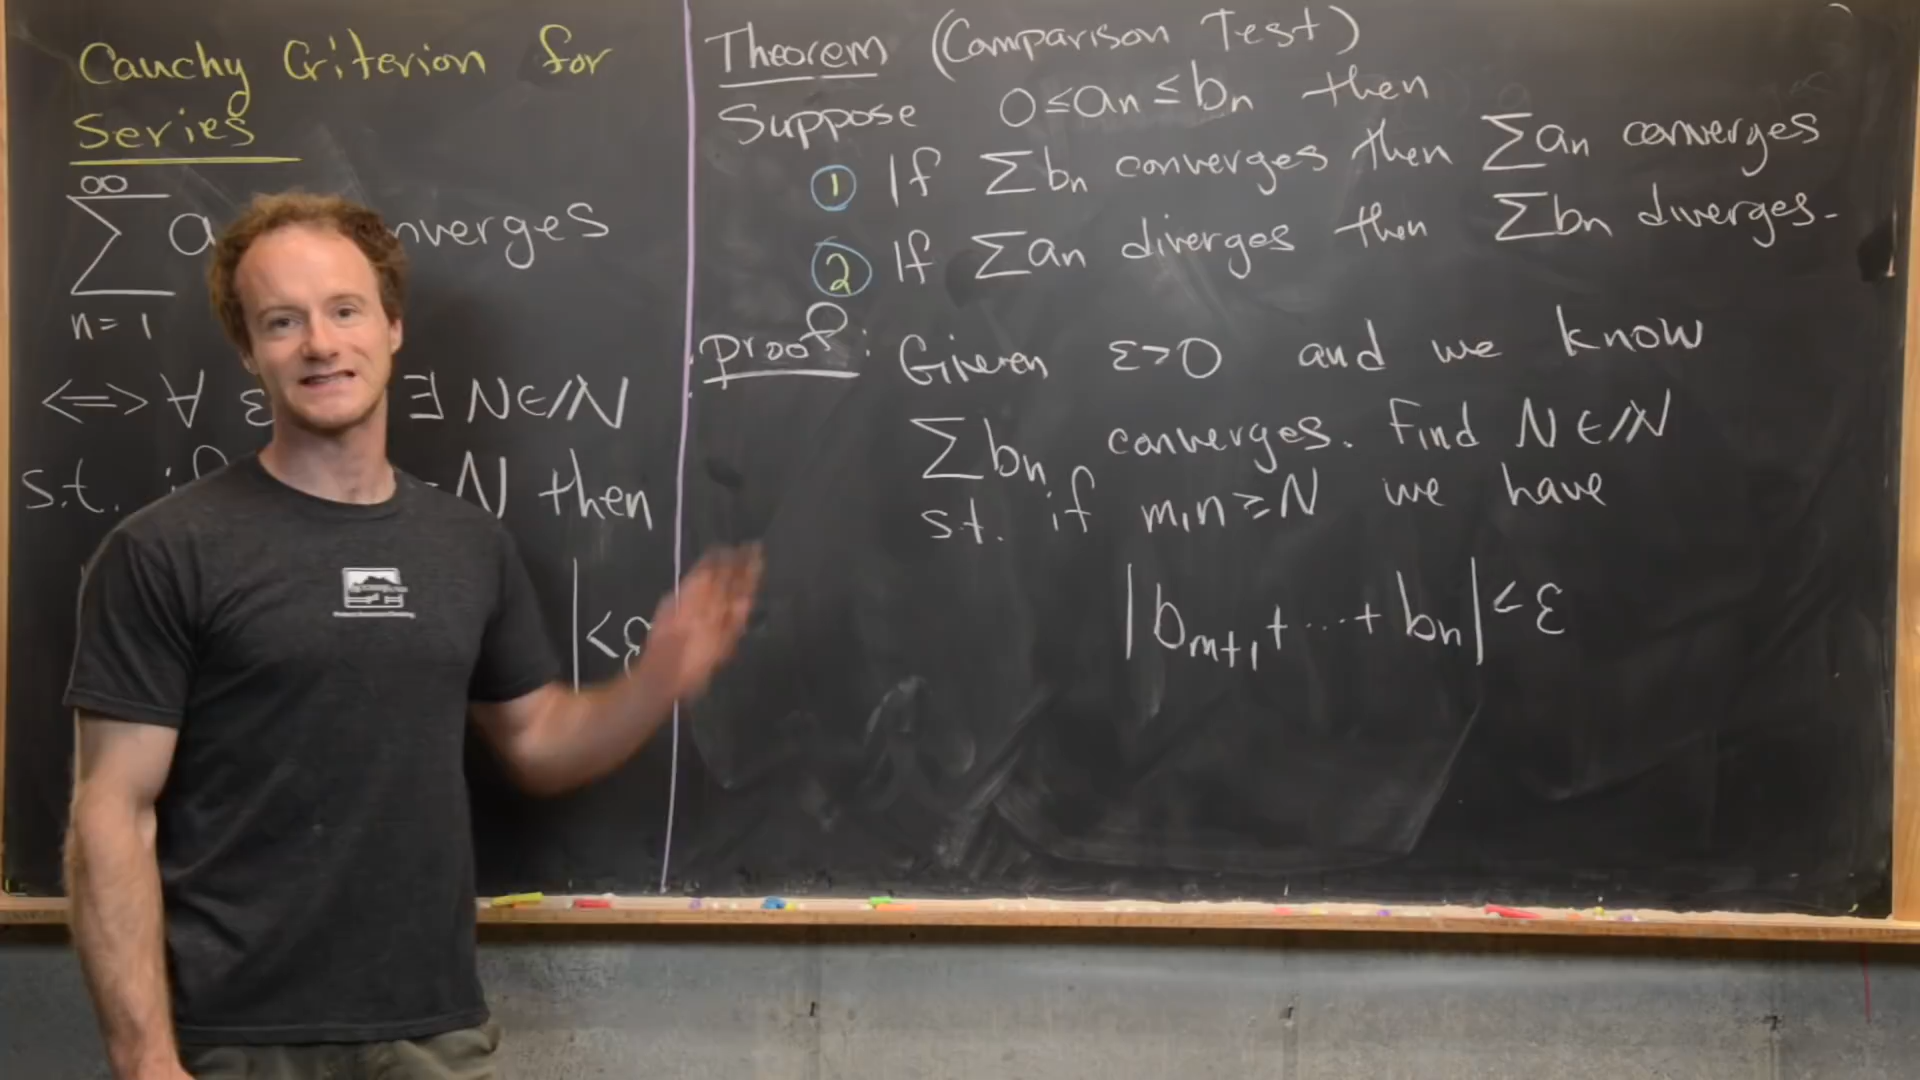 Cauchy Criterion for
Series
∞
∑ a nverges
n=1
⟺ ∀ ε ∃ N∈ℕ
s.t. N then
|<ε
Theorem (Comparison Test)
Suppose 0≤an≤bn then
① If ∑bn converges then ∑an converges
② If ∑an diverges then ∑bn diverges.
Proof: Given ε>0 and we know
∑bn converges. Find N∈ℕ
s.t. if m,n≥N we have
|bm+1+⋯+bn|<ε